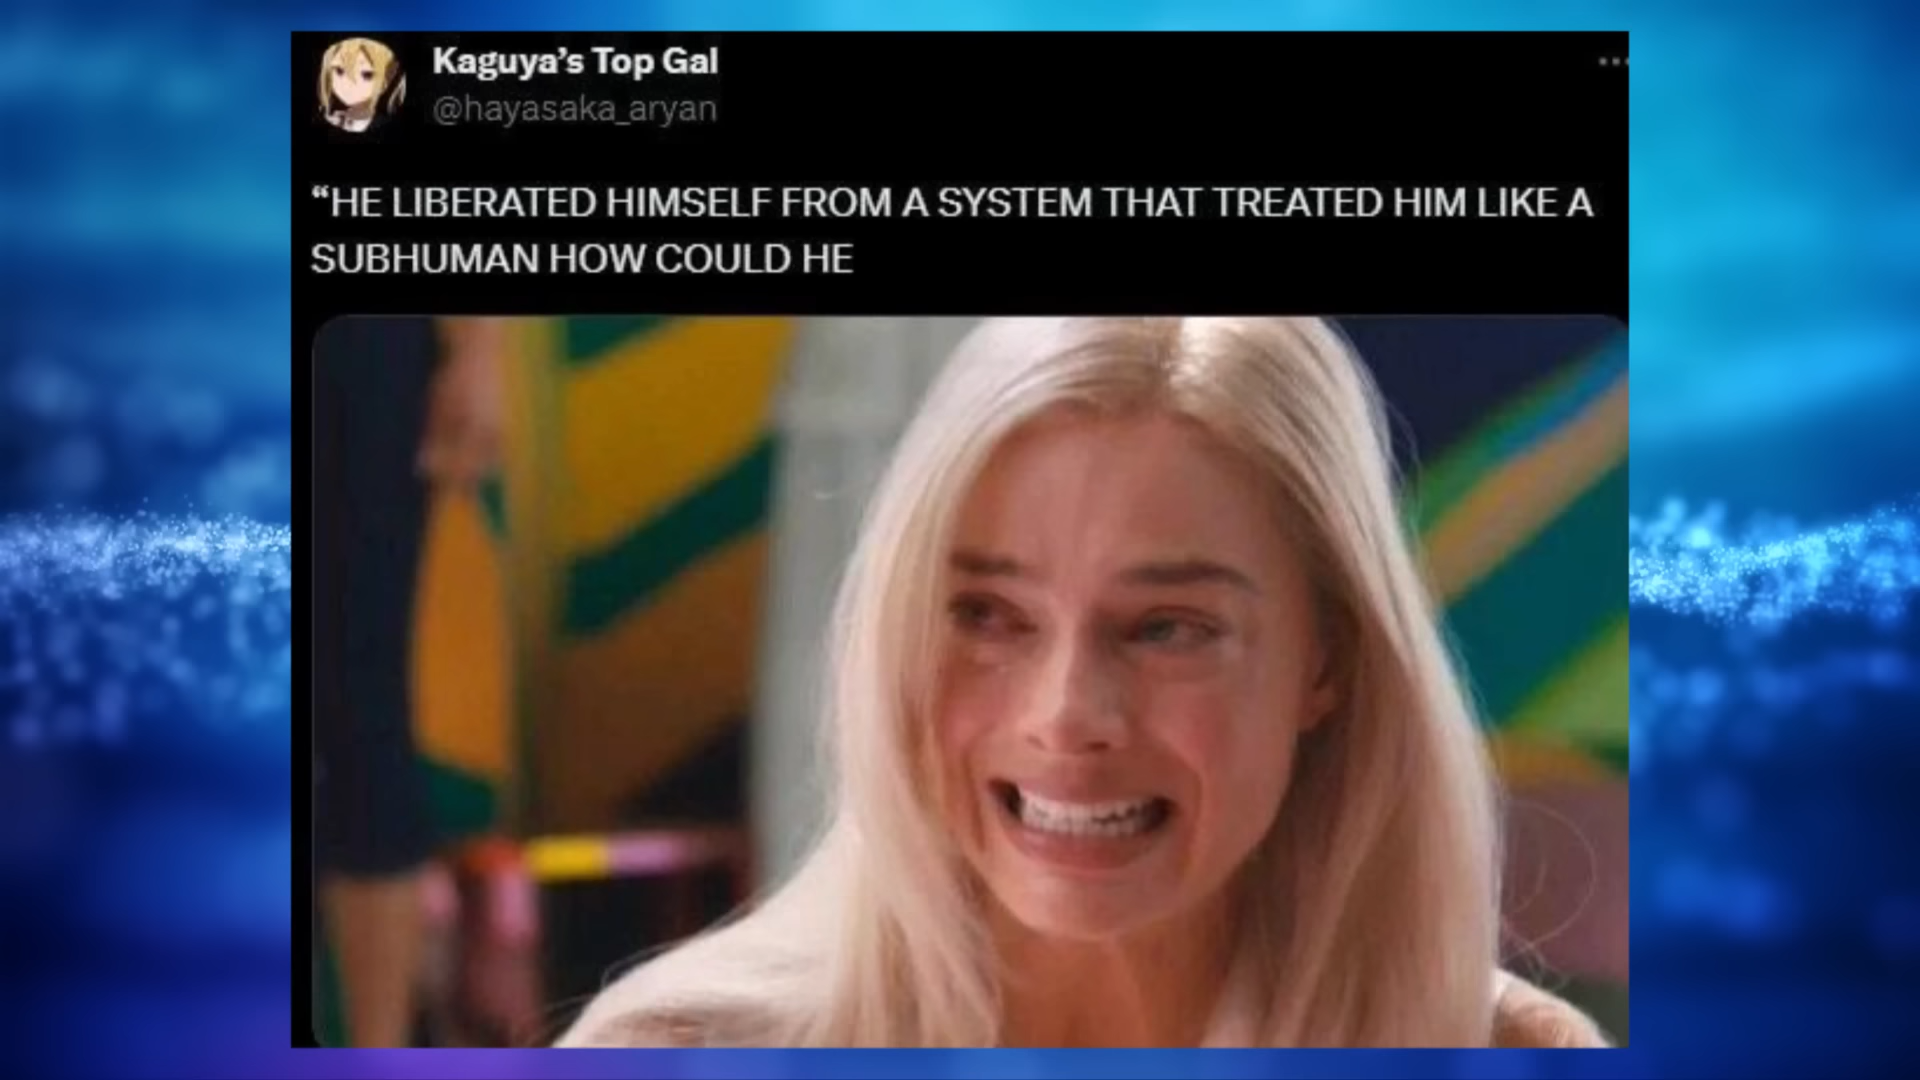 Kaguya’s Top Gal
@hayasaka_aryan
“HE LIBERATED HIMSELF FROM A SYSTEM THAT TREATED HIM LIKE A
SUBHUMAN HOW COULD HE